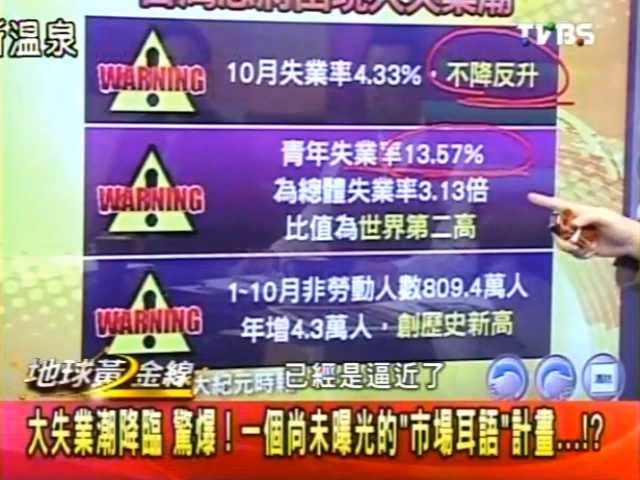 TVBS
新溫泉
WARNING
10月失業率4.33%，不降反升
WARNING
青年失業率13.57%
為總體失業率3.13倍
比值為世界第二高
WARNING
1~10月非勞動人數809.4萬人
年增4.3萬人，創歷史新高
地球黃金線
大紀元時報
已經是逼近了
大失業潮降臨 驚爆！一個尚未曝光的"市場耳語"計畫...!?